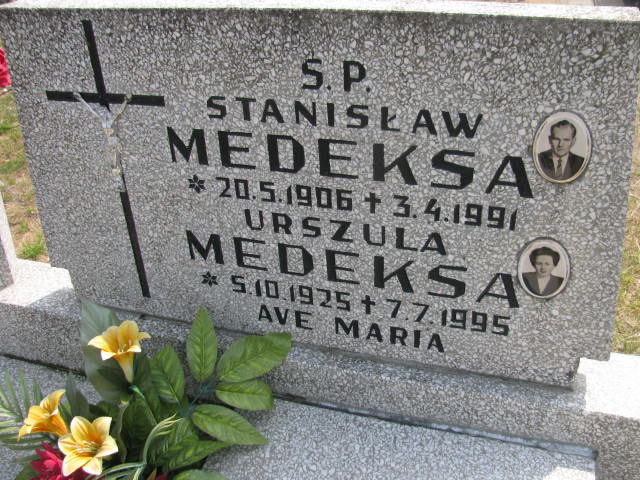 Ś.P.
STANISŁAW
MEDEKSA
* 20.5.1906 + 3.4.1991
URSZULA
MEDEKSA
* 5.10.1925 + 7.7.1995
AVE MARIA